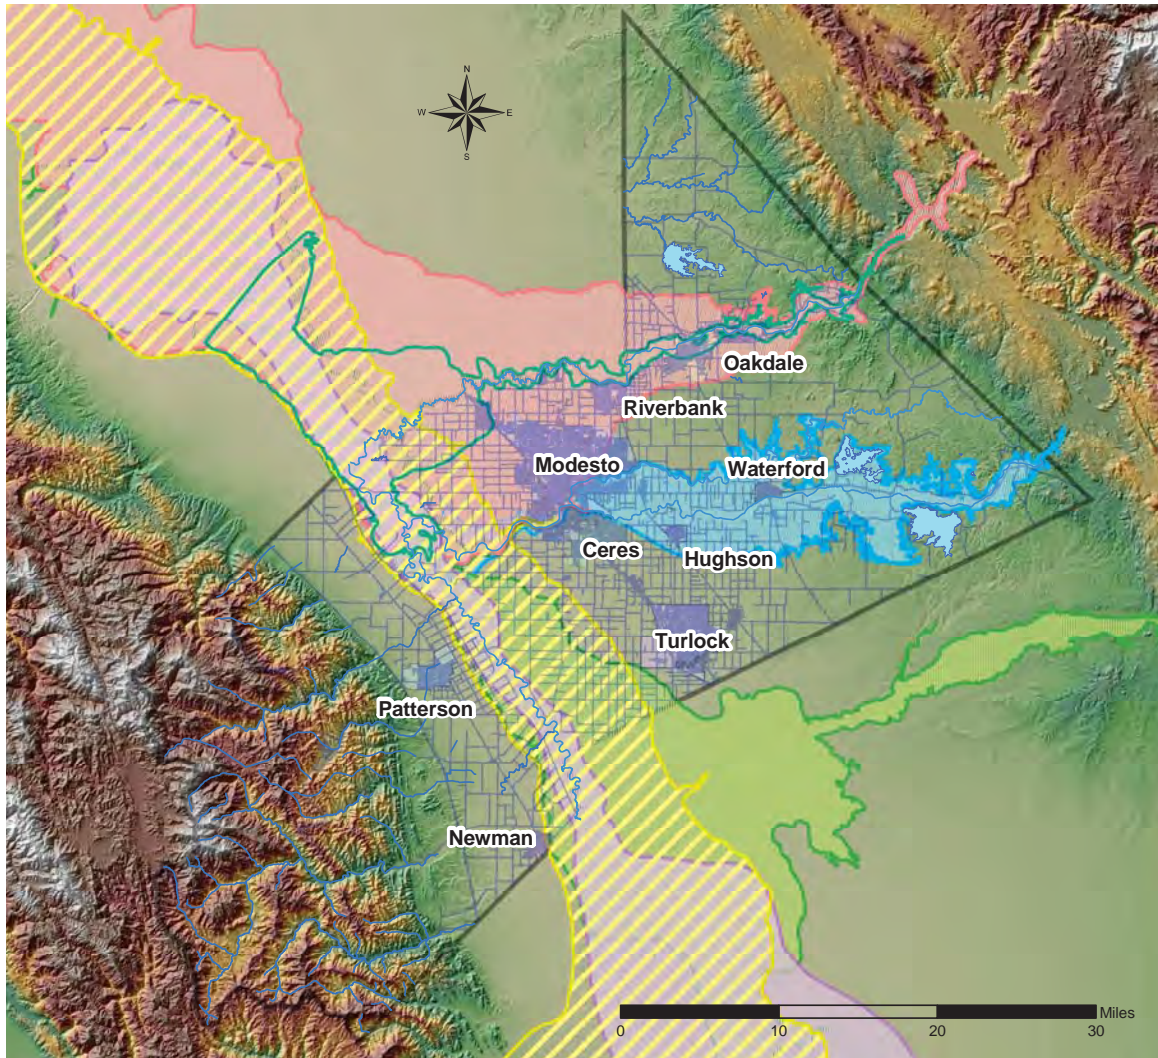 N
W E
S
Oakdale
Riverbank
Modesto
Waterford
Ceres
Hughson
Turlock
Patterson
Newman
Miles
0 10 20 30